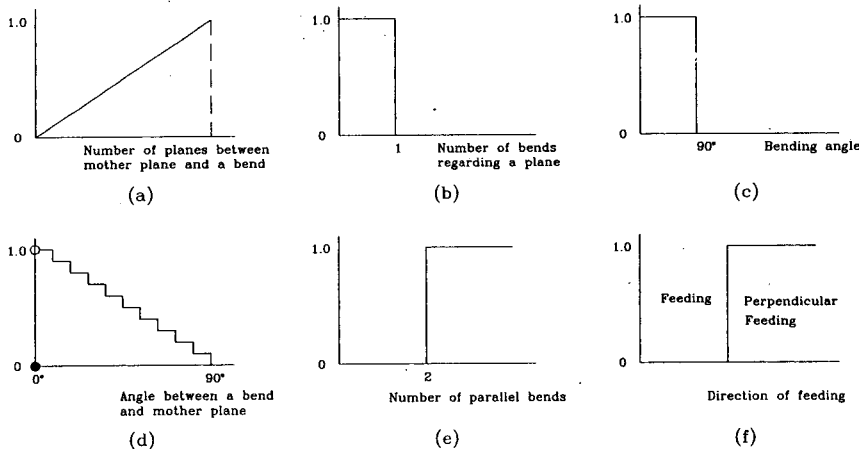 1.0
0
Number of planes between
mother plane and a bend
(a)
1.0
0
1
Number of bends
regarding a plane
(b)
1.0
0
90°
Bending angle
(c)
1.0
0
0°
90°
Angle between a bend
and mother plane
(d)
1.0
0
2
Number of parallel bends
(e)
1.0
0
Feeding
Perpendicular
Feeding
Direction of feeding
(f)